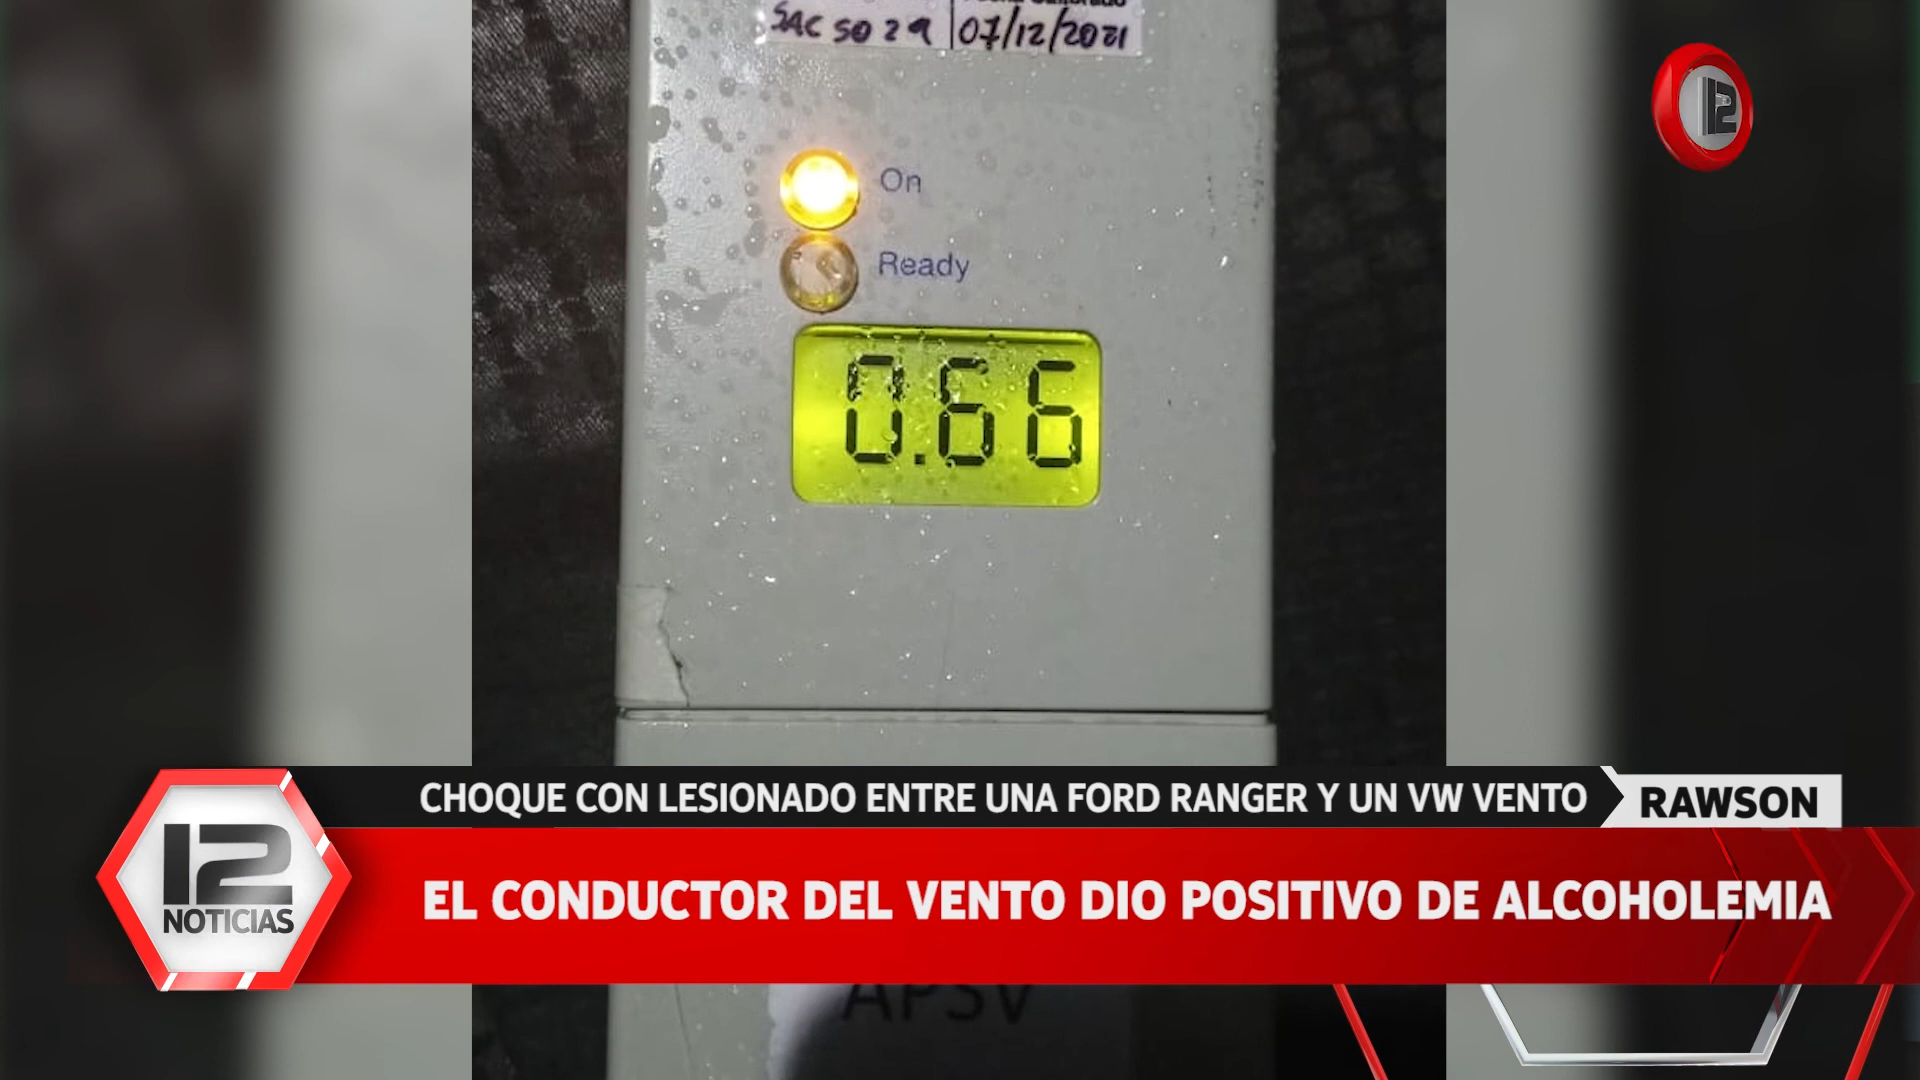 SAC SO 29 07/12/2021
12
On
Ready
0.66
CHOQUE CON LESIONADO ENTRE UNA FORD RANGER Y UN VW VENTO
RAWSON
EL CONDUCTOR DEL VENTO DIO POSITIVO DE ALCOHOLEMIA
12
NOTICIAS
APSV